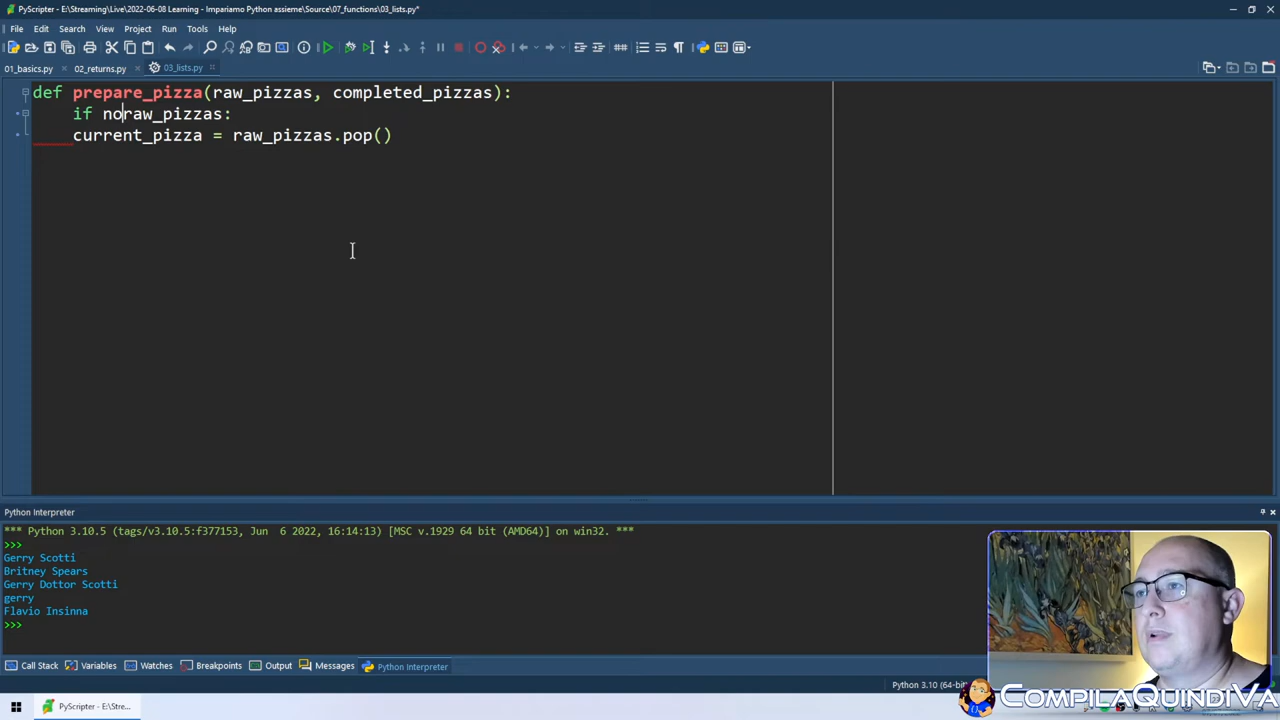 PyScripter - E:\Streaming\Live\2022-06-08 Learning - Impariamo Python assieme\Source\07_functions\03_lists.py*
File Edit Search View Project Run Tools Help
01_basics.py 02_returns.py 03_lists.py
def prepare_pizza(raw_pizzas, completed_pizzas):
    if noraw_pizzas:
    current_pizza = raw_pizzas.pop()
Python Interpreter
*** Python 3.10.5 (tags/v3.10.5:f377153, Jun  6 2022, 16:14:13) [MSC v.1929 64 bit (AMD64)] on win32. ***
>>>
Gerry Scotti
Britney Spears
Gerry Dottor Scotti
gerry
Flavio Insinna
>>>
Call Stack Variables Watches Breakpoints Output Messages Python Interpreter
Python 3.10 (64-bit)
PyScripter - E:\Stre...
COMPILAQUINDIVA